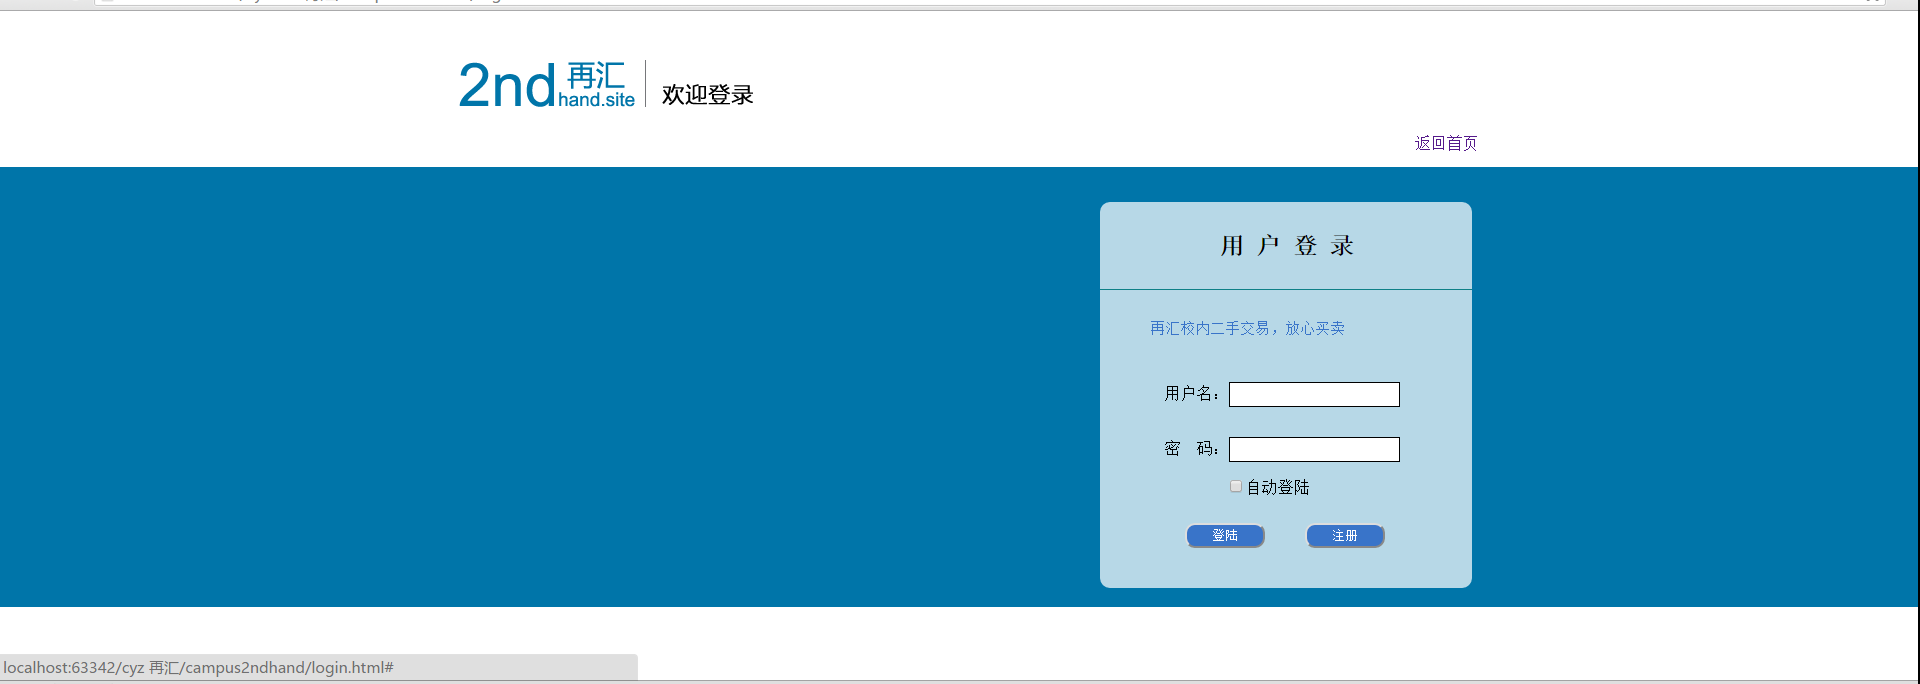 2nd 再汇
hand.site
欢迎登录
返回首页
用 户 登 录
再汇校内二手交易，放心买卖
用户名：
密　码：
自动登陆
登陆 注册
localhost:63342/cyz 再汇/campus2ndhand/login.html#